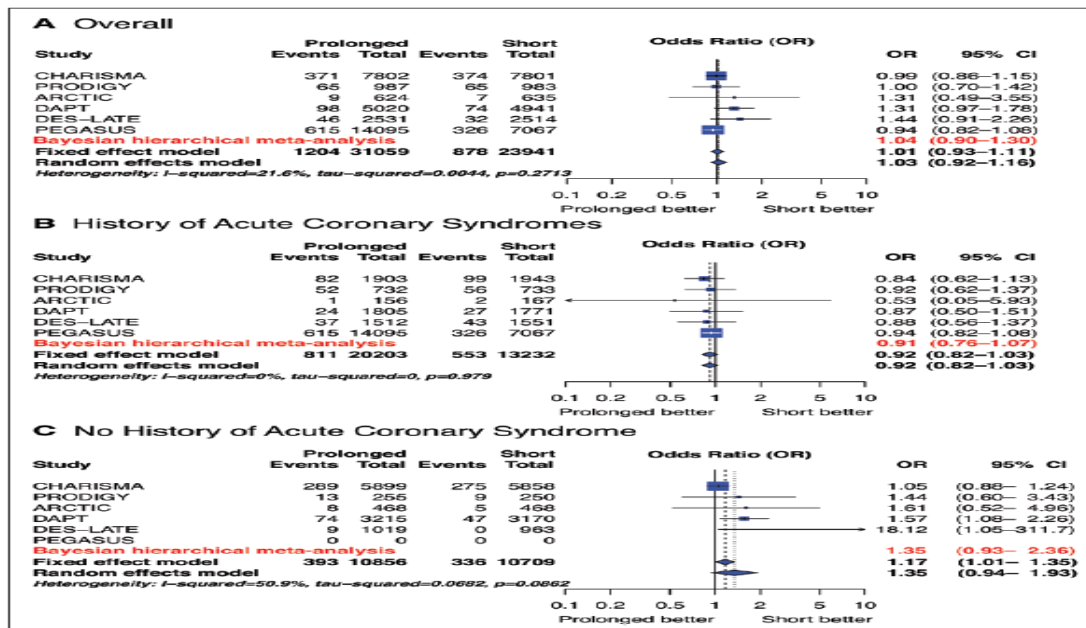 A Overall
Prolonged Short Odds Ratio (OR)
Study Events Total Events Total OR 95% CI
CHARISMA 371 7802 374 7801 0.99 (0.86–1.15)
PRODIGY 65 987 65 983 1.00 (0.70–1.42)
ARCTIC 9 624 7 635 1.31 (0.49–3.55)
DAPT 98 5020 74 4941 1.31 (0.97–1.78)
DES–LATE 46 2531 32 2514 1.44 (0.91–2.26)
PEGASUS 615 14095 326 7067 0.94 (0.82–1.08)
Bayesian hierarchical meta-analysis 1.04 (0.90–1.30)
Fixed effect model 1204 31059 878 23941 1.01 (0.93–1.11)
Random effects model 1.03 (0.92–1.16)
Heterogeneity: I–squared=21.6%, tau–squared=0.0044, p=0.2713
0.1 0.5 1 2 5 10
Prolonged better Short better
B History of Acute Coronary Syndromes
Prolonged Short Odds Ratio (OR)
Study Events Total Events Total OR 95% CI
CHARISMA 82 1903 99 1943 0.84 (0.62–1.13)
PRODIGY 52 732 56 733 0.92 (0.62–1.37)
ARCTIC 1 156 2 167 0.53 (0.05–5.93)
DAPT 24 1805 27 1771 0.87 (0.50–1.51)
DES–LATE 37 1512 43 1551 0.88 (0.56–1.37)
PEGASUS 615 14095 326 7067 0.94 (0.82–1.08)
Bayesian hierarchical meta-analysis 0.91 (0.76–1.07)
Fixed effect model 811 20203 553 13232 0.92 (0.82–1.03)
Random effects model 0.92 (0.82–1.03)
Heterogeneity: I–squared=0%, tau–squared=0, p=0.979
0.1 0.5 1 2 5 10
Prolonged better Short better
C No History of Acute Coronary Syndrome
Prolonged Short Odds Ratio (OR)
Study Events Total Events Total OR 95% CI
CHARISMA 289 5899 275 5858 1.05 (0.88– 1.24)
PRODIGY 13 255 9 250 1.44 (0.60– 3.43)
ARCTIC 8 468 5 468 1.61 (0.52– 4.96)
DAPT 74 3215 47 3170 1.57 (1.08– 2.26)
DES–LATE 9 1019 0 963 18.12 (1.05–311.7)
PEGASUS 0 0 0 0
Bayesian hierarchical meta-analysis 1.35 (0.93– 2.36)
Fixed effect model 393 10856 336 10709 1.17 (1.01– 1.35)
Random effects model 1.35 (0.94– 1.93)
Heterogeneity: I–squared=50.9%, tau–squared=0.0682, p=0.0862
0.1 0.5 1 2 5 10
Prolonged better Short better